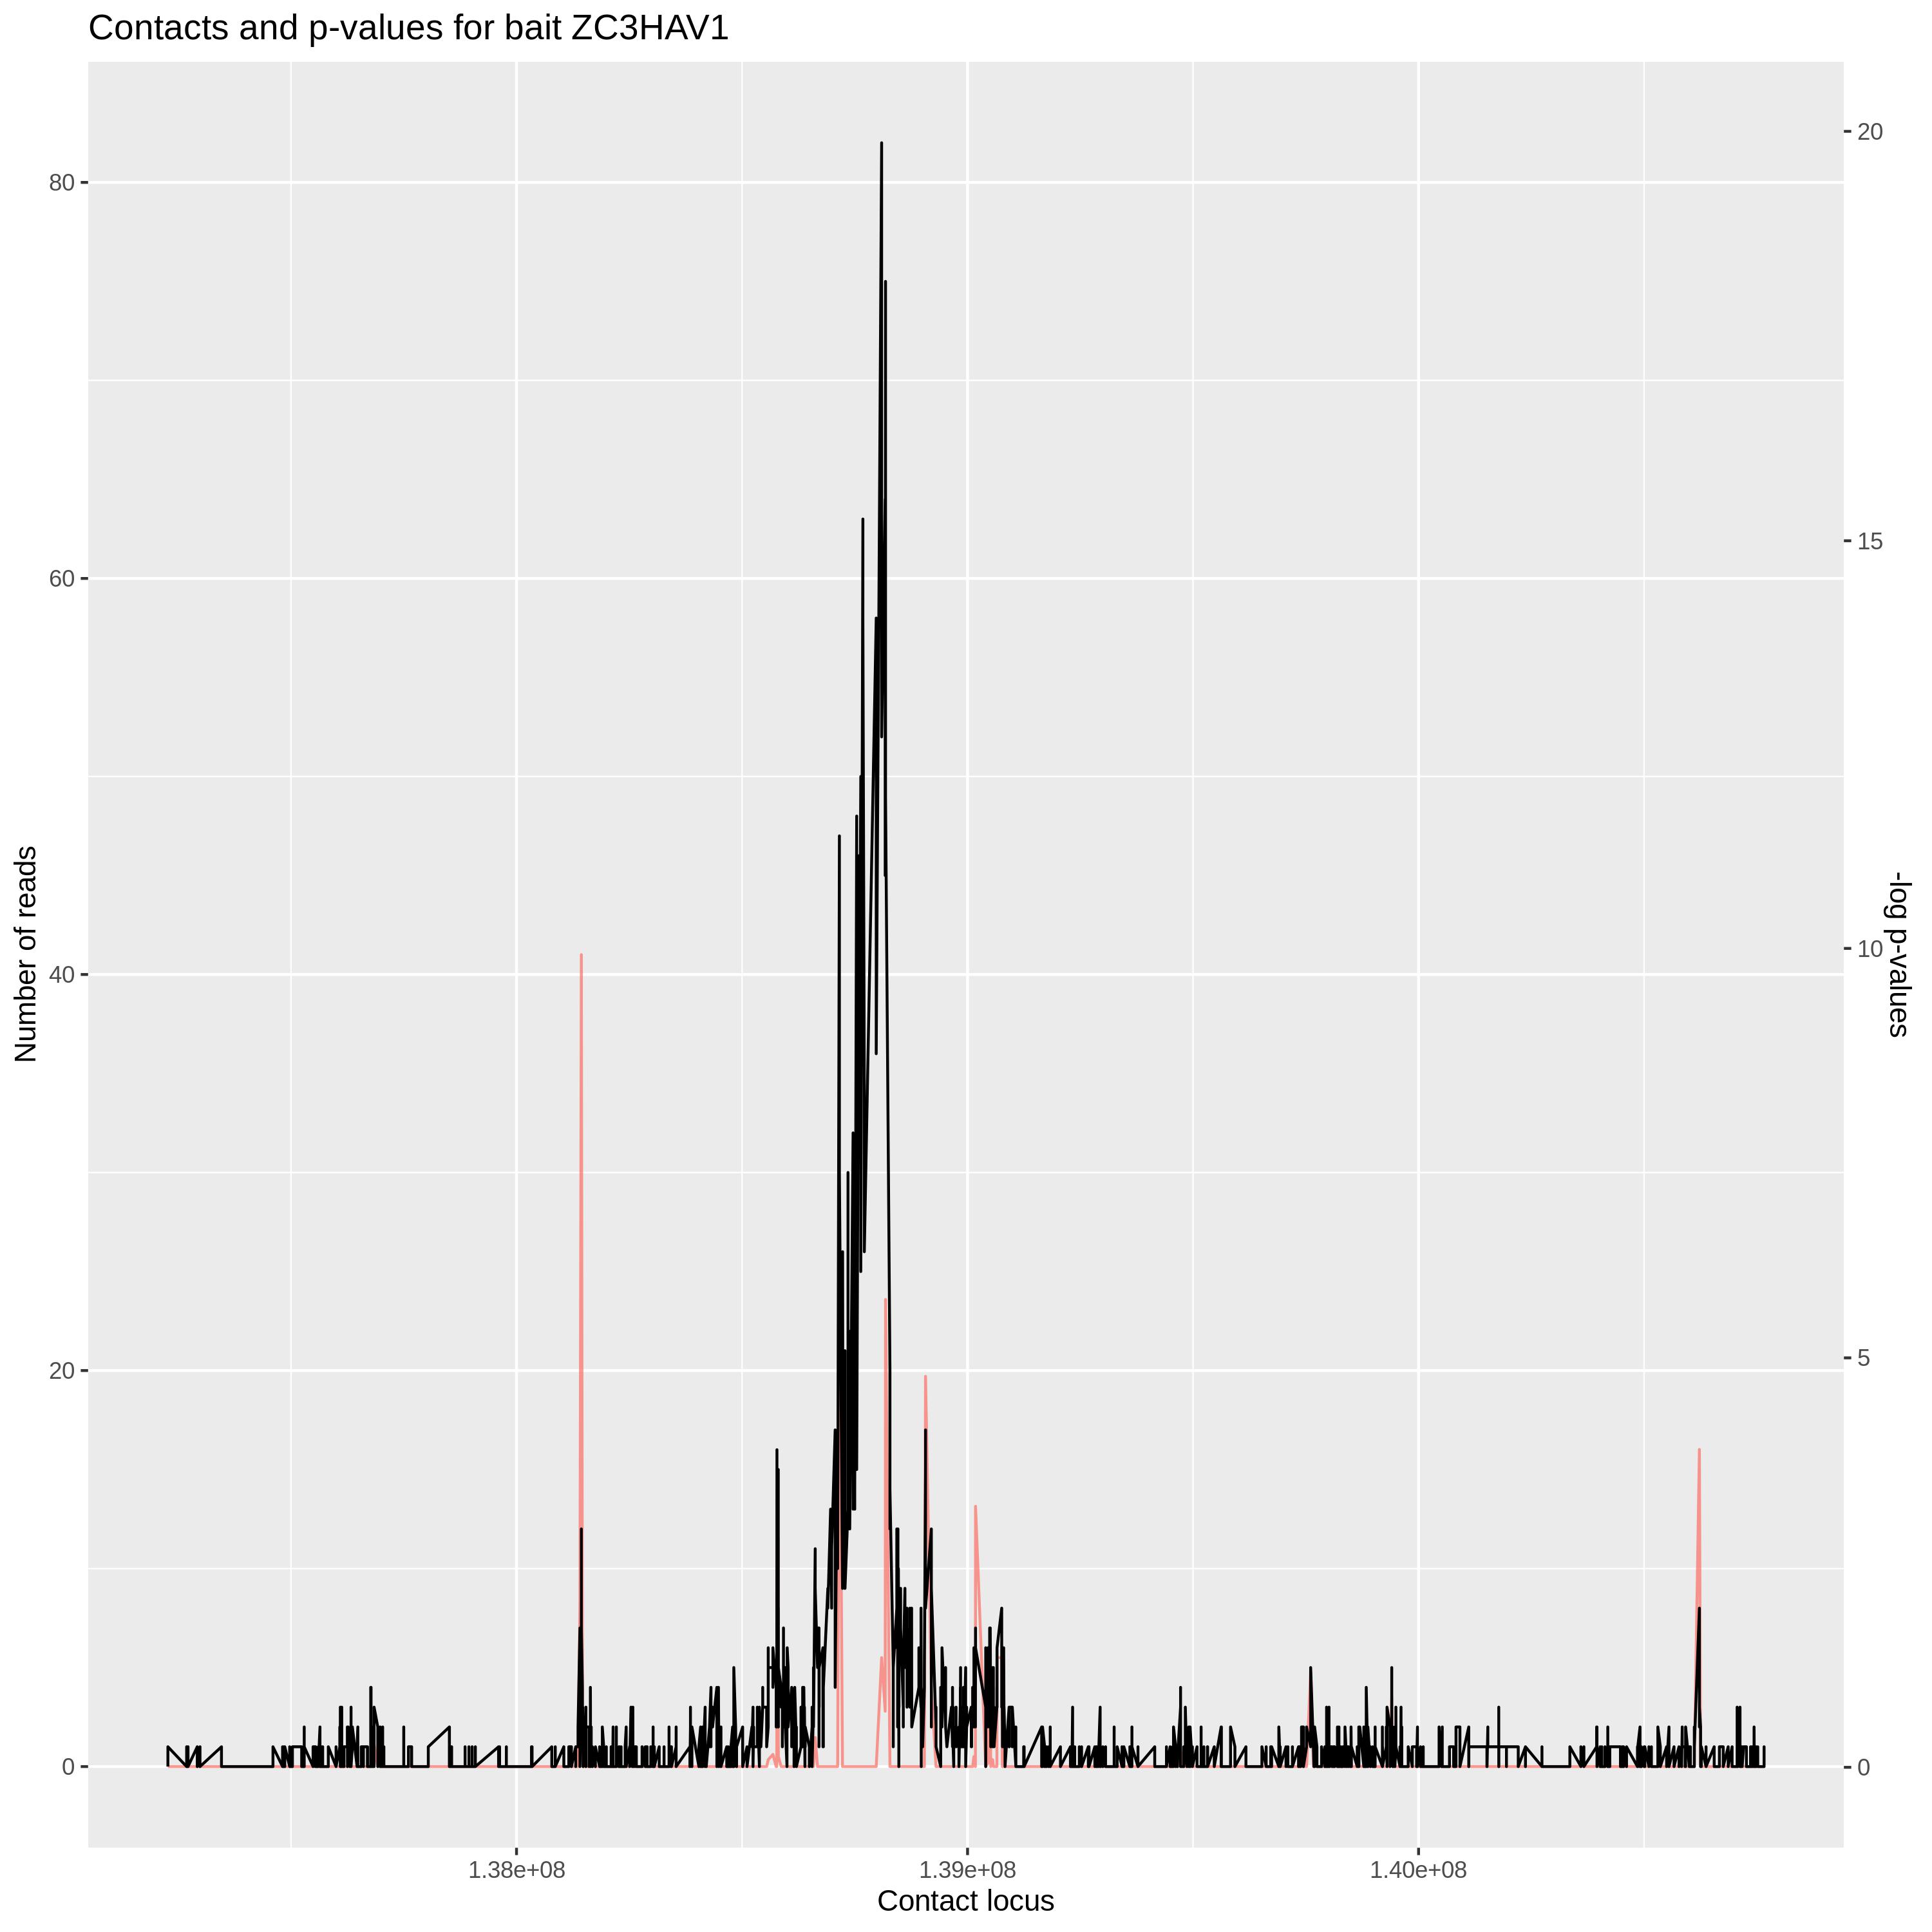 Contacts and p-values for bait ZC3HAV1
80
60
40
20
0
Number of reads
20
15
10
5
0
-log p-values
1.38e+08
1.39e+08
1.40e+08
Contact locus